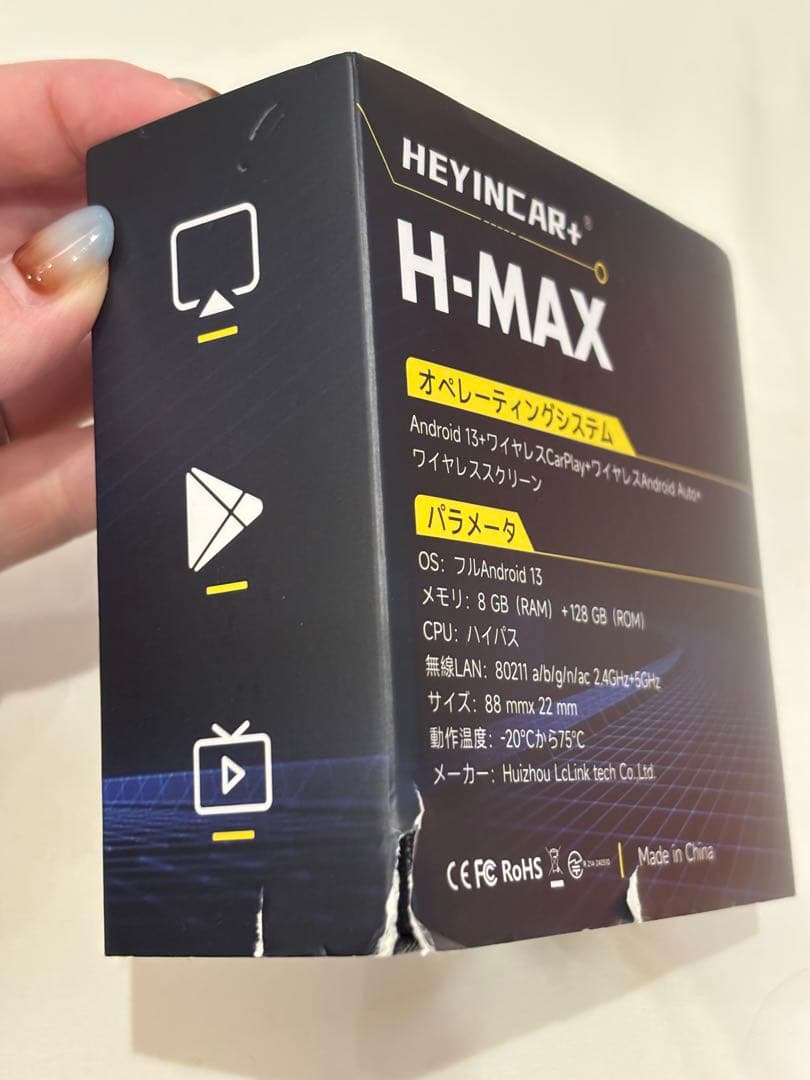 HEYINCAR+®
H-MAX
オペレーティングシステム
Android 13+ワイヤレスCarPlay+ワイヤレスAndroid Auto+
ワイヤレススクリーン
パラメータ
OS: フルAndroid 13
メモリ: 8 GB (RAM) +128 GB (ROM)
CPU: ハイパス
無線LAN: 80211 a/b/g/n/ac 2.4GHz+5GHz
サイズ: 88 mmx 22 mm
動作温度: -20°Cから75°C
メーカー: Huizhou LcLink tech Co.,Ltd.
CE FC RoHS Made in China